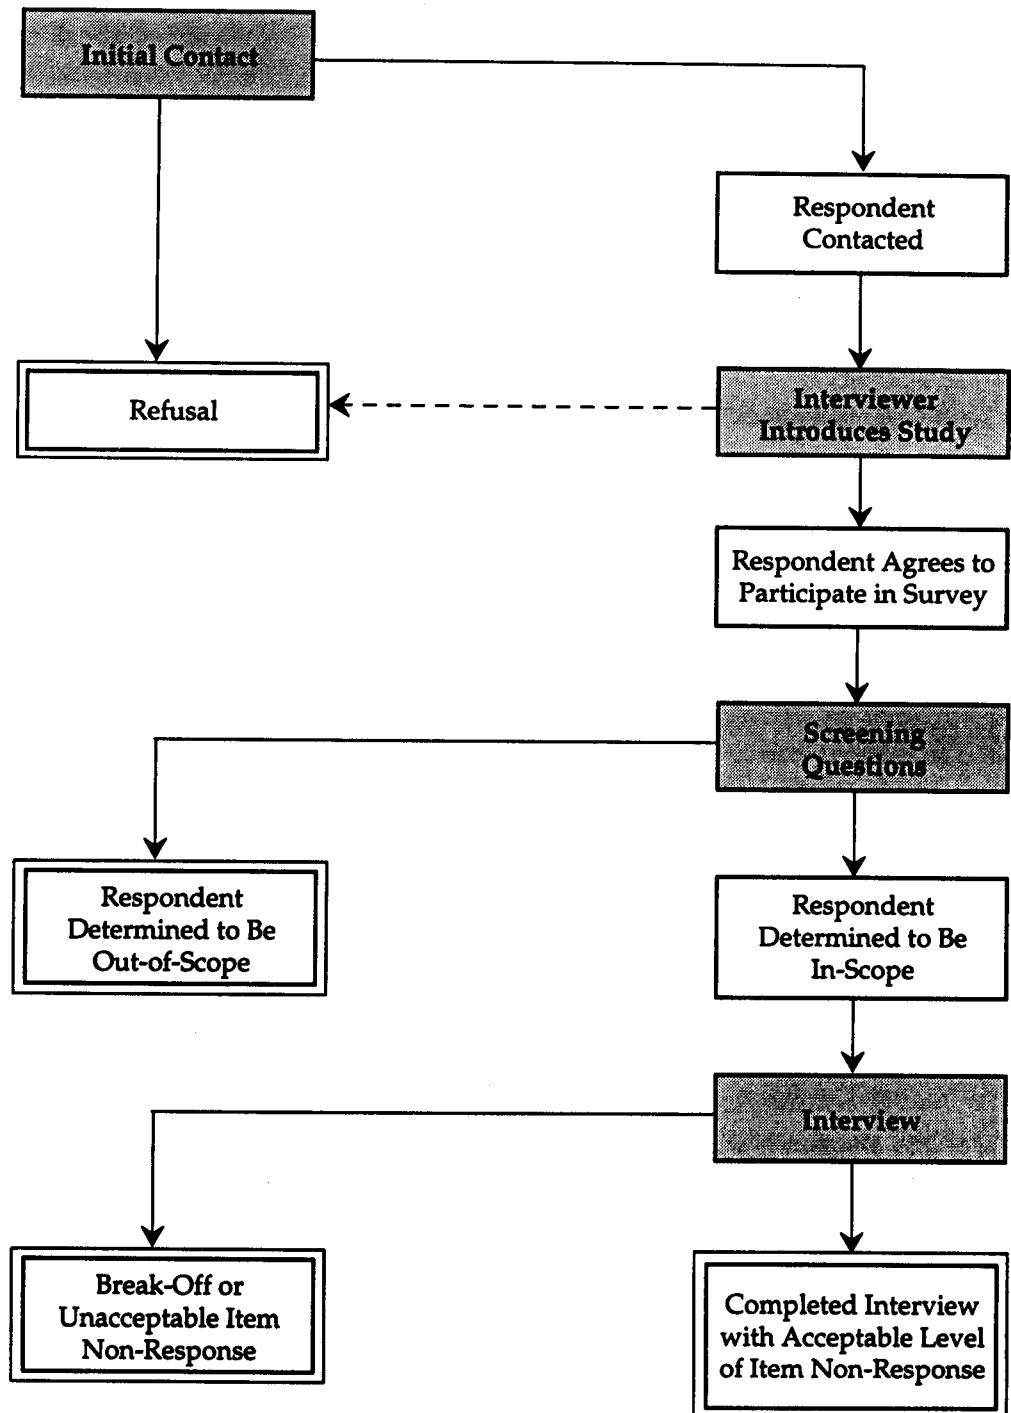 Initial Contact
Respondent
Contacted
Refusal
Interviewer
Introduces Study
Respondent Agrees to
Participate in Survey
Screening
Questions
Respondent
Determined to Be
Out-of-Scope
Respondent
Determined to Be
In-Scope
Interview
Break-Off or
Unacceptable Item
Non-Response
Completed Interview
with Acceptable Level
of Item Non-Response